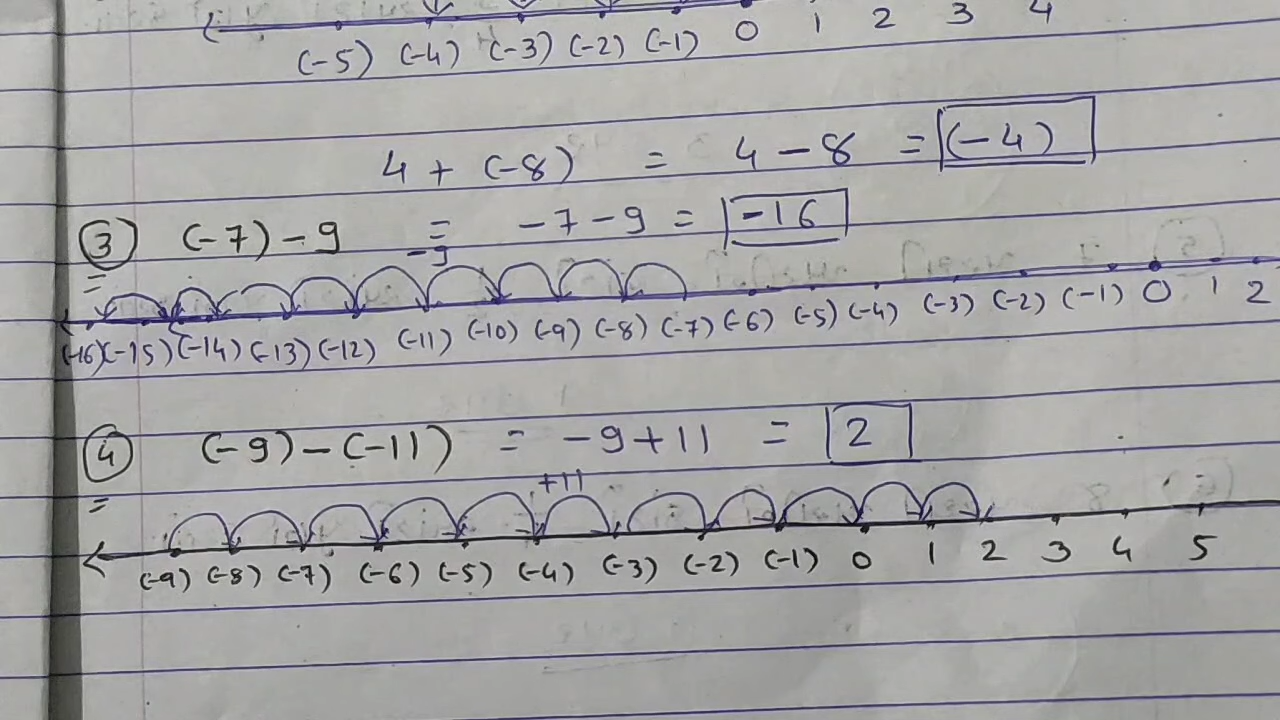 (-5) (-4) (-3) (-2) (-1) 0 1 2 3 4
4 + (-8) = 4 - 8 = (-4)
3 (-7) - 9 = -7 - 9 = -16
-9
(-16) (-15) (-14) (-13) (-12) (-11) (-10) (-9) (-8) (-7) (-6) (-5) (-4) (-3) (-2) (-1) 0 1 2
4 (-9) - (-11) = -9 + 11 = 2
+11
(-9) (-8) (-7) (-6) (-5) (-4) (-3) (-2) (-1) 0 1 2 3 4 5